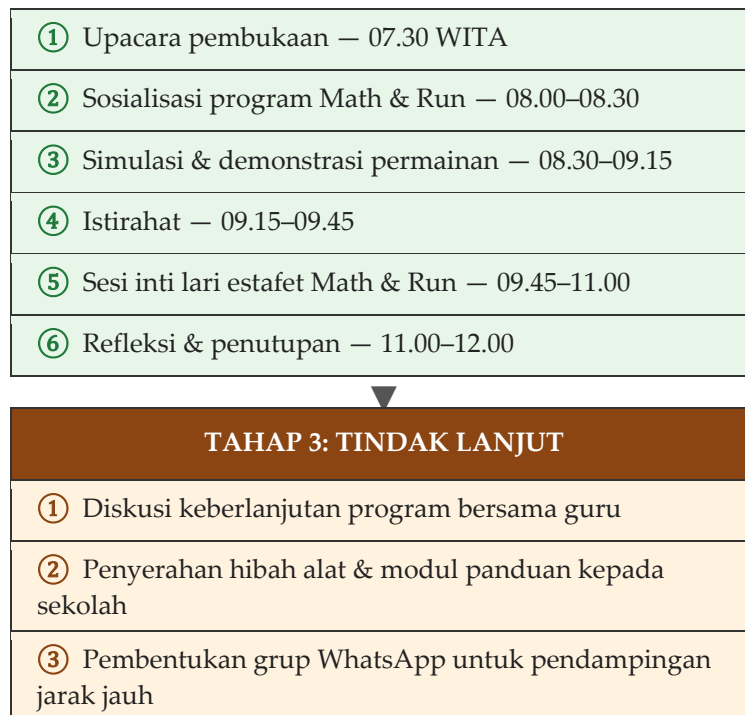 ① Upacara pembukaan — 07.30 WITA
② Sosialisasi program Math & Run — 08.00–08.30
③ Simulasi & demonstrasi permainan — 08.30–09.15
④ Istirahat — 09.15–09.45
⑤ Sesi inti lari estafet Math & Run — 09.45–11.00
⑥ Refleksi & penutupan — 11.00–12.00
TAHAP 3: TINDAK LANJUT
① Diskusi keberlanjutan program bersama guru
② Penyerahan hibah alat & modul panduan kepada
sekolah
③ Pembentukan grup WhatsApp untuk pendampingan
jarak jauh